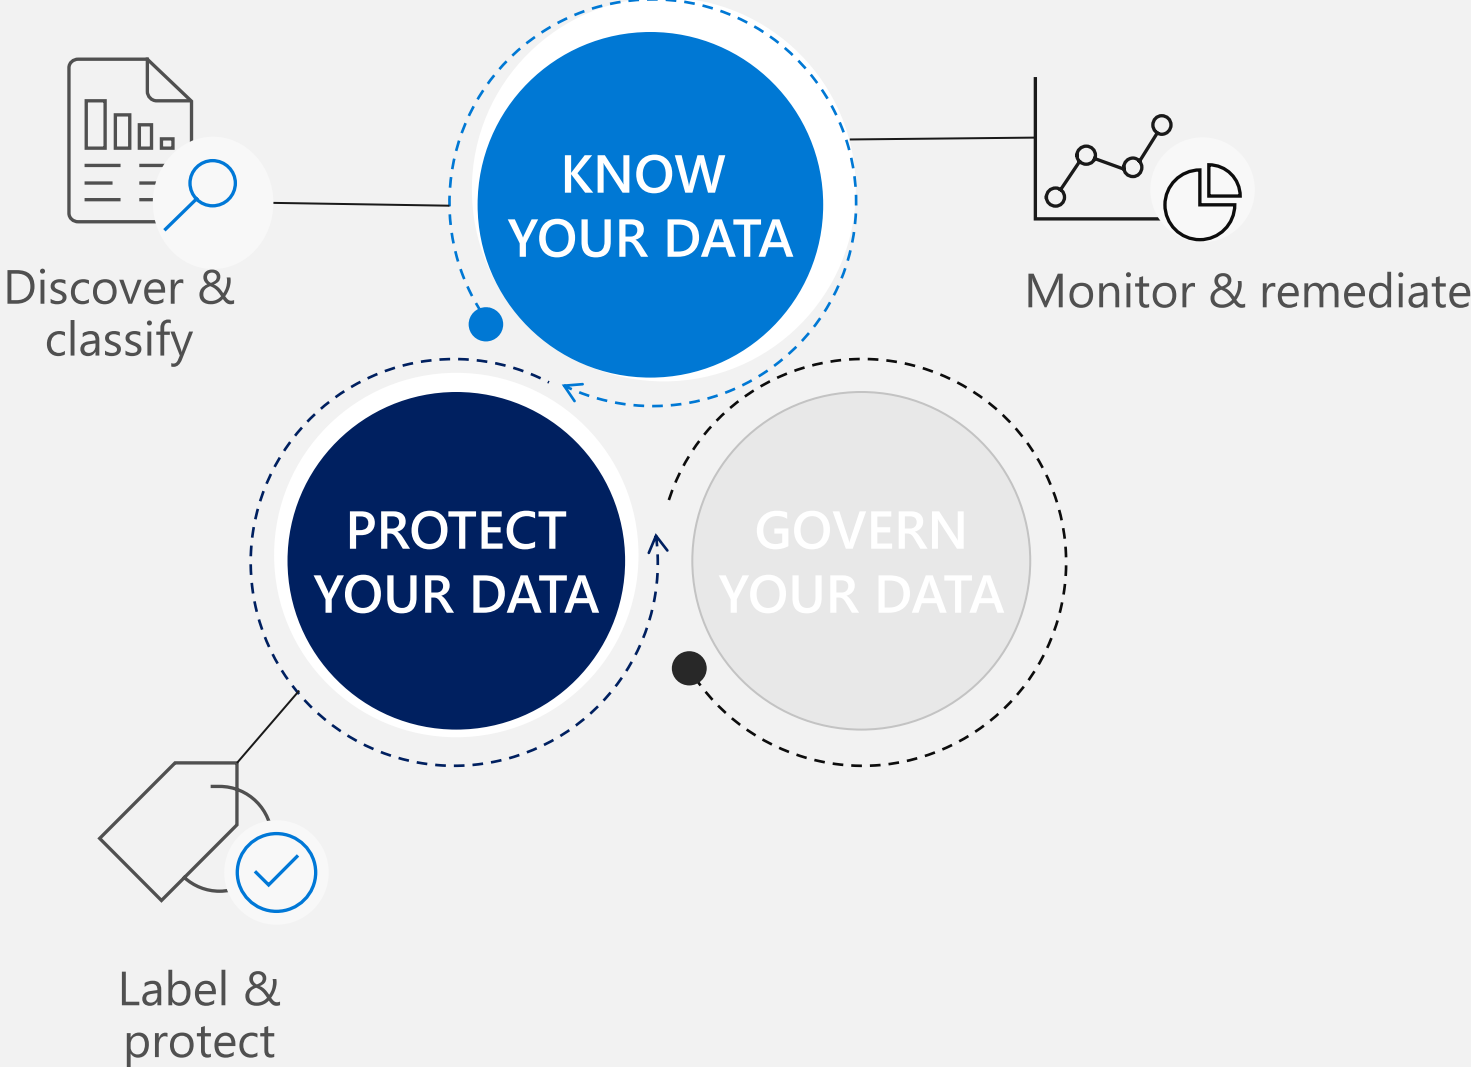 KNOW
YOUR DATA
Discover &
classify
Monitor & remediate
PROTECT
YOUR DATA
GOVERN
YOUR DATA
Label &
protect